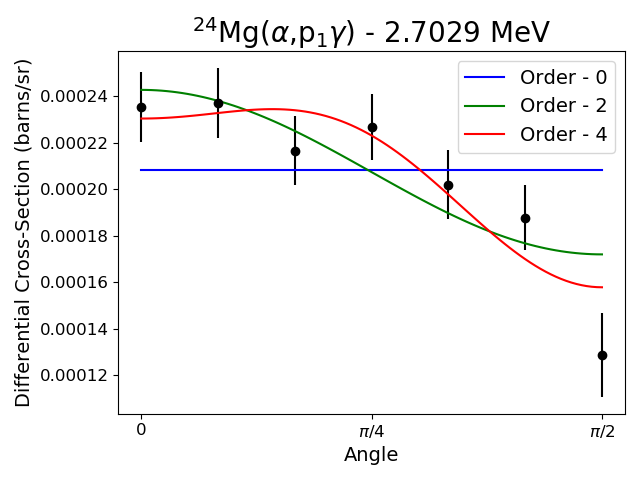 ²⁴Mg(α,p₁γ) - 2.7029 MeV
Order - 0
Order - 2
Order - 4
Differential Cross-Section (barns/sr)
0.00024
0.00022
0.00020
0.00018
0.00016
0.00014
0.00012
0 π/4 π/2
Angle